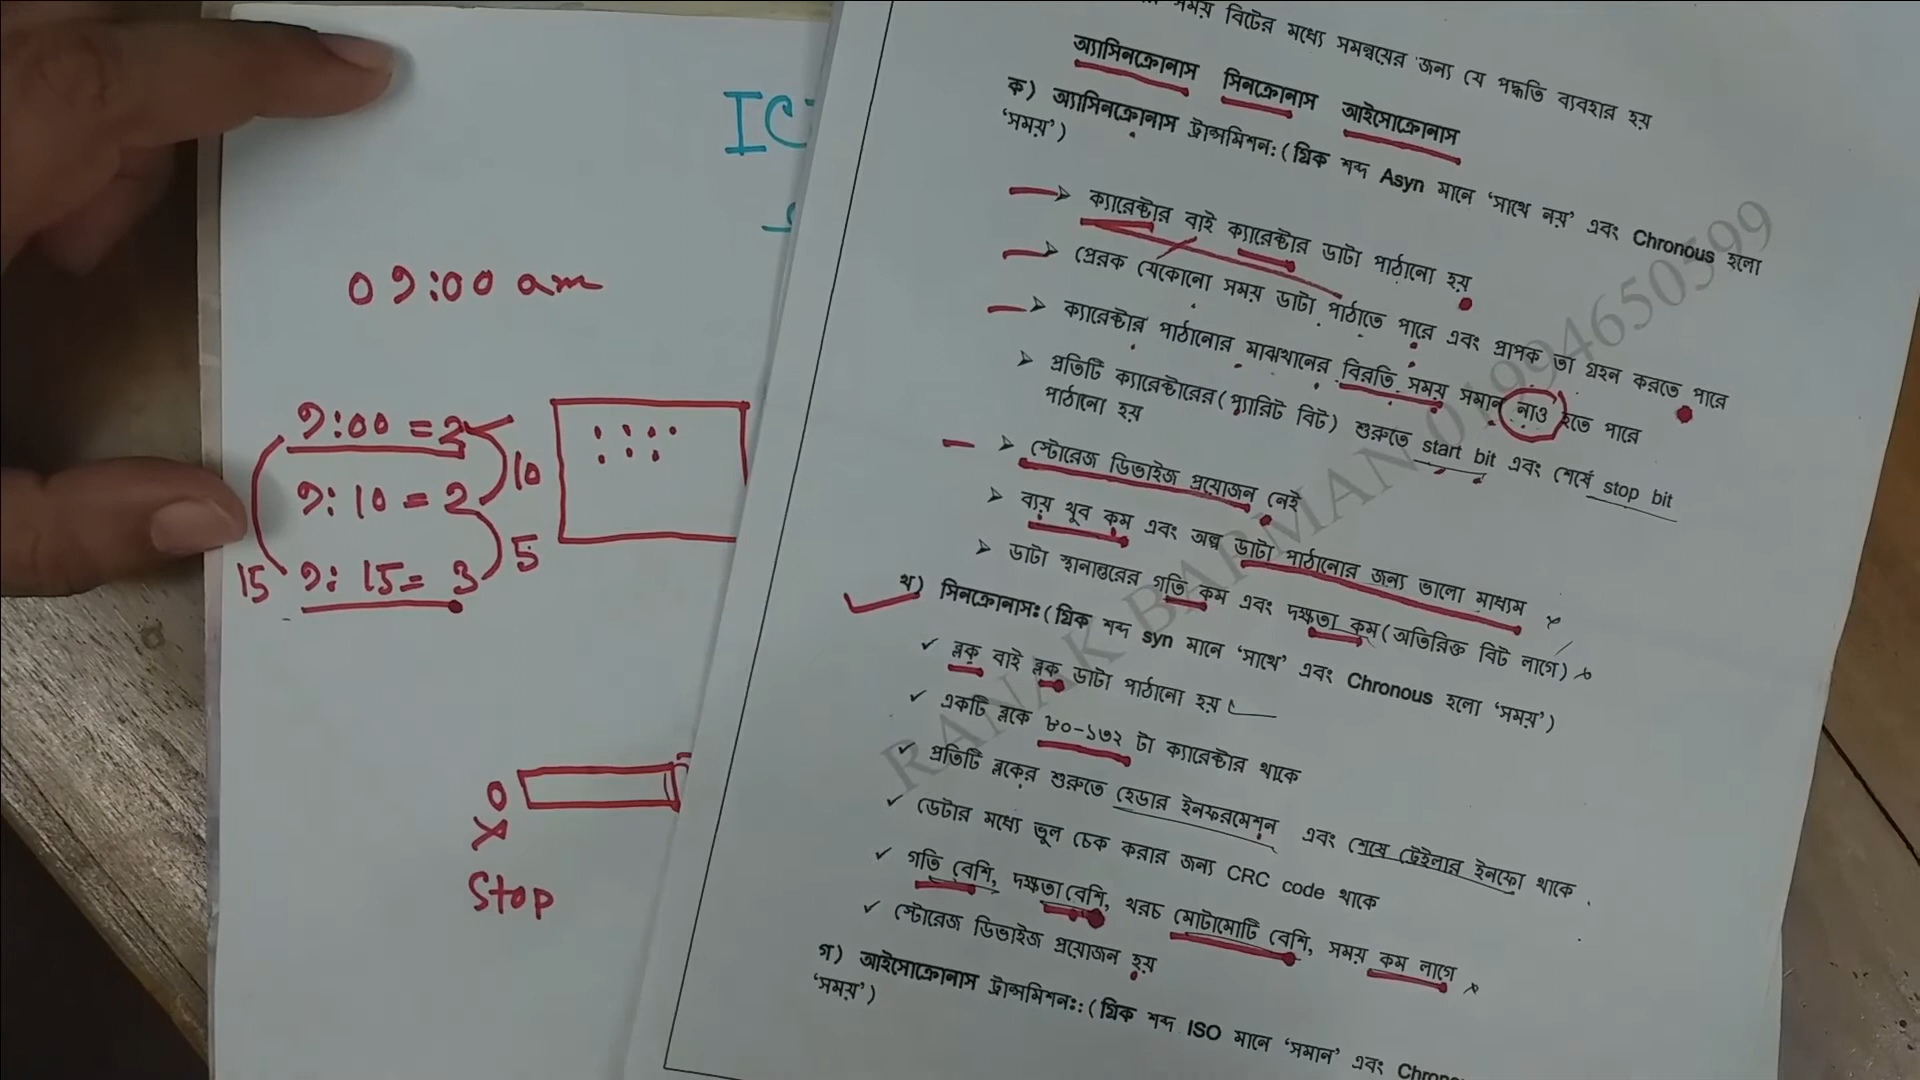 সময় বিটের মধ্যে সমন্বয়ের জন্য যে পদ্ধতি ব্যবহার হয়
অ্যাসিনক্রোনাস সিনক্রোনাস আইসোক্রোনাস
ক) অ্যাসিনক্রোনাস ট্রান্সমিশন: (গ্রিক শব্দ Asyn মানে ‘সাথে নয়’ এবং Chronous হলো
‘সময়’)
➢ ক্যারেক্টার বাই ক্যারেক্টার ডাটা পাঠানো হয়
➢ প্রেরক যেকোনো সময় ডাটা পাঠাতে পারে এবং প্রাপক তা গ্রহন করতে পারে
➢ ক্যারেক্টার পাঠানোর মাঝখানের বিরতি সময় সমান নাও হতে পারে
➢ প্রতিটি ক্যারেক্টারের (প্যারিট বিট) শুরুতে start bit এবং শেষে stop bit
পাঠানো হয়
➢ স্টোরেজ ডিভাইজ প্রয়োজন নেই
➢ ব্যয় খুব কম এবং অল্প ডাটা পাঠানোর জন্য ভালো মাধ্যম
➢ ডাটা স্থানান্তরের গতি কম এবং দক্ষতা কম (অতিরিক্ত বিট লাগে)
খ) সিনক্রোনাস: (গ্রিক শব্দ syn মানে ‘সাথে’ এবং Chronous হলো ‘সময়’)
✓ ব্লক বাই ব্লক ডাটা পাঠানো হয়
✓ একটি ব্লকে ৮০-১৩২ টা ক্যারেক্টার থাকে
✓ প্রতিটি ব্লকের শুরুতে হেডার ইনফরমেশন এবং শেষে টেইলার ইনফো থাকে
✓ ডেটার মধ্যে ভুল চেক করার জন্য CRC code থাকে
✓ গতি বেশি, দক্ষতা বেশি, খরচ মোটামোটি বেশি, সময় কম লাগে
✓ স্টোরেজ ডিভাইজ প্রয়োজন হয়
গ) আইসোক্রোনাস ট্রান্সমিশনঃ: (গ্রিক শব্দ ISO মানে ‘সমান’ এবং
‘সময়’)
RANAK BARMAN 01994650599
09:00 am
9:00 = 2
10
9:10 = 2
5
15
9:15 = 3
0
Stop